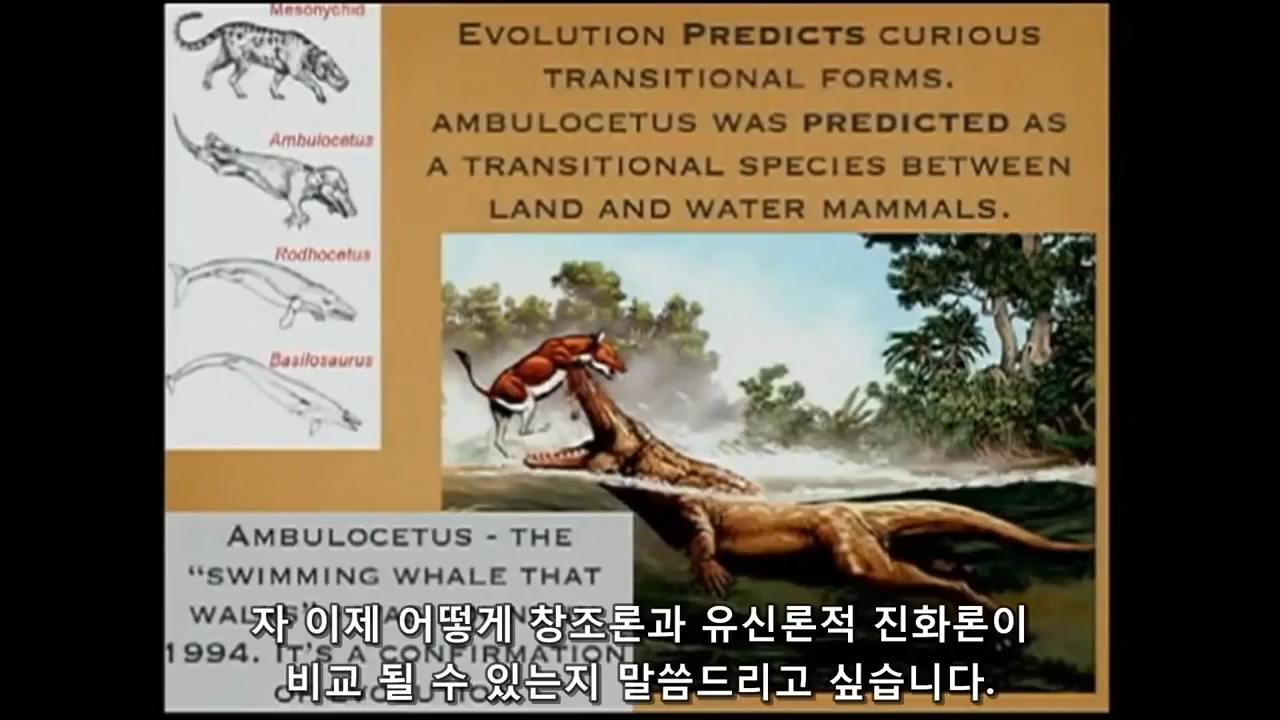 Mesonychid
Ambulocetus
Rodhocetus
Basilosaurus
EVOLUTION PREDICTS CURIOUS
TRANSITIONAL FORMS.
AMBULOCETUS WAS PREDICTED AS
A TRANSITIONAL SPECIES BETWEEN
LAND AND WATER MAMMALS.
AMBULOCETUS - THE
“SWIMMING WHALE THAT
1994. IT'S A CONFIRMATION
자 이제 어떻게 창조론과 유신론적 진화론이
비교 될 수 있는지 말씀드리고 싶습니다.